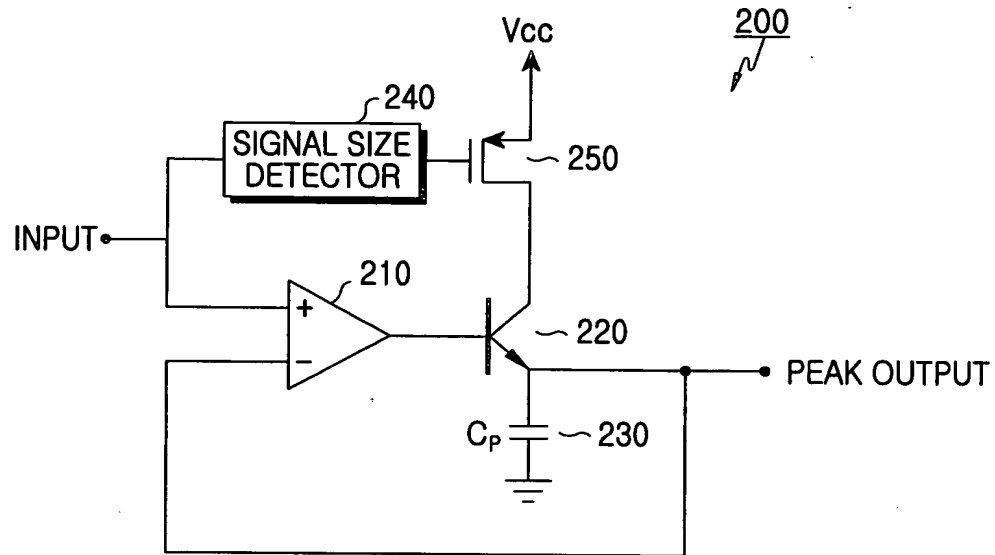 200
Vcc
240
SIGNAL SIZE
DETECTOR
250
INPUT
210
+
−
220
PEAK OUTPUT
CP
230